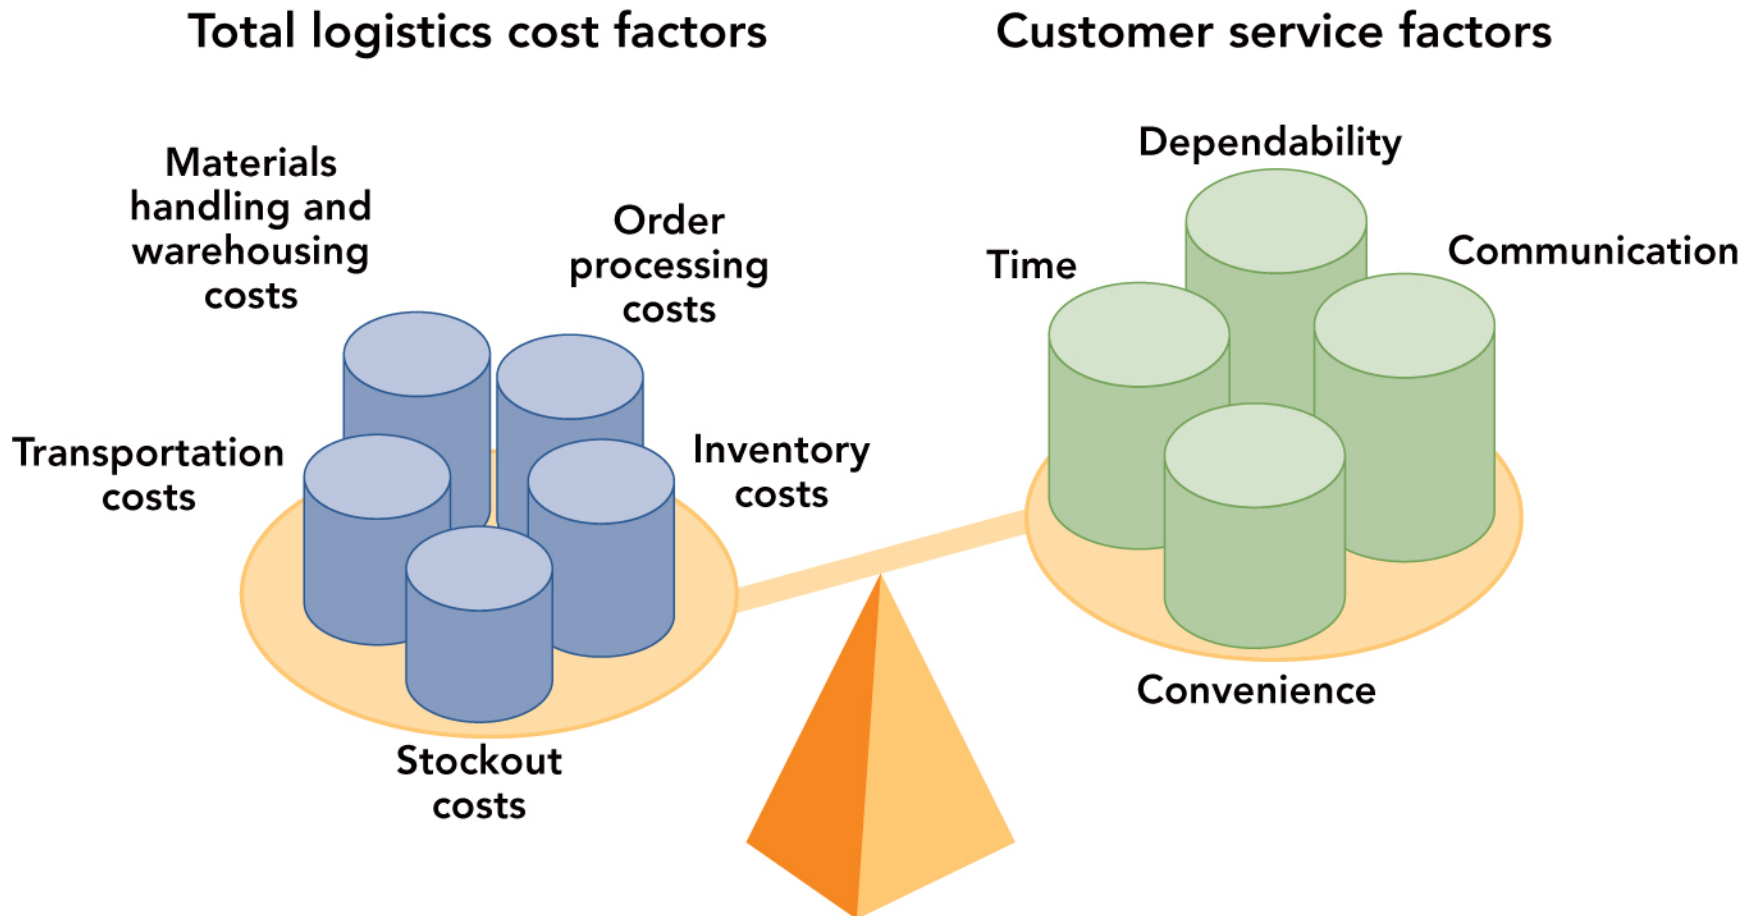 Total logistics cost factors
Customer service factors
Materials
handling and
warehousing
costs
Order
processing
costs
Transportation
costs
Inventory
costs
Stockout
costs
Dependability
Time
Communication
Convenience